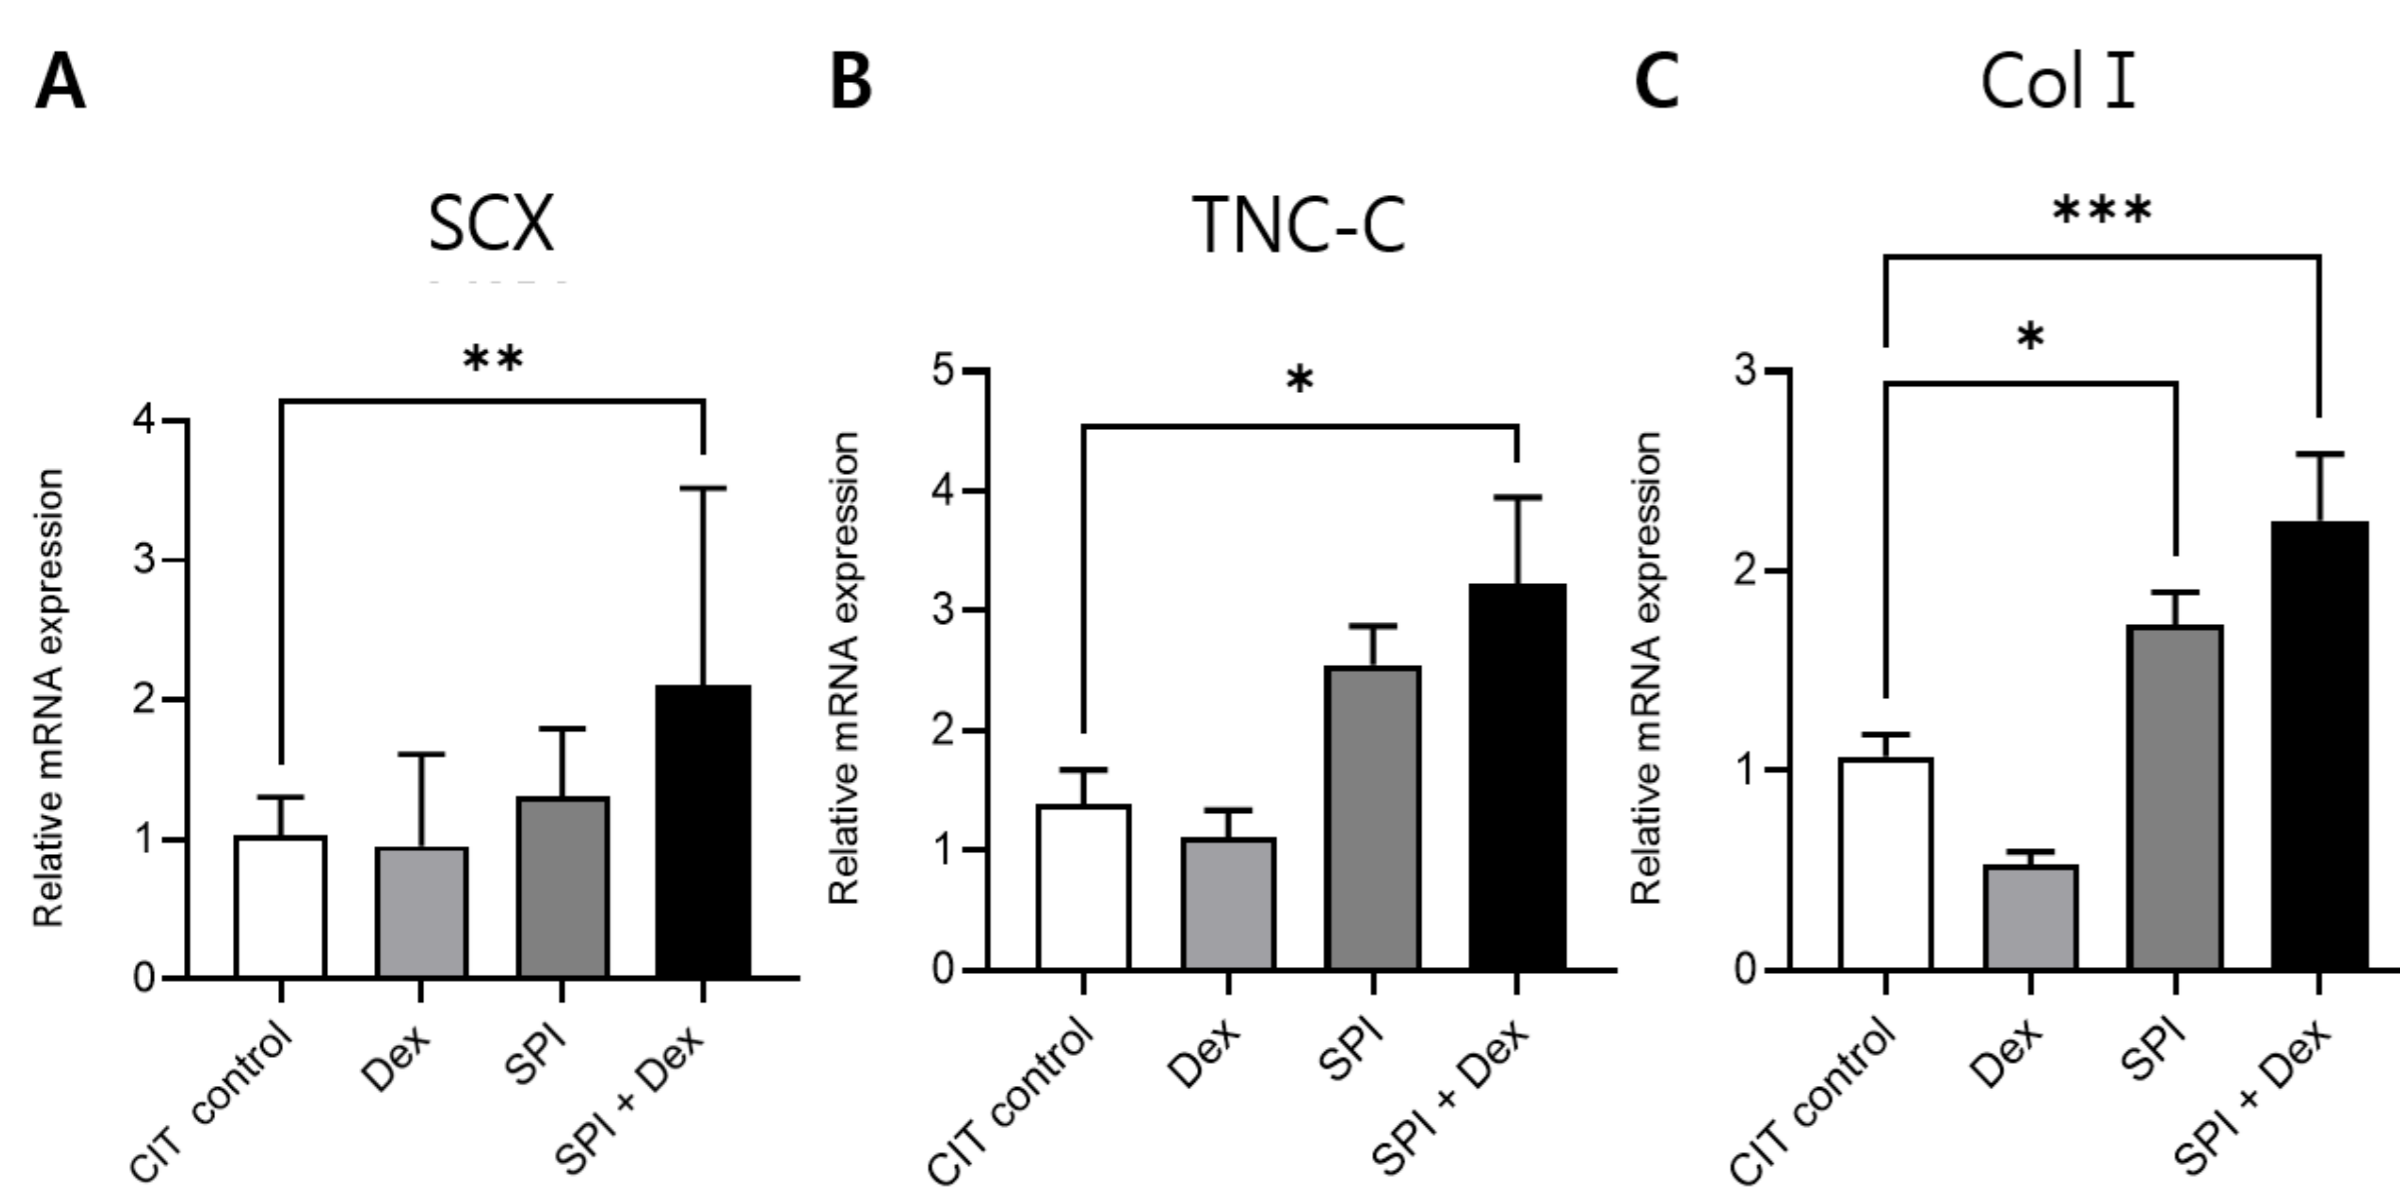 A
SCX
**
4
3
2
1
0
Relative mRNA expression
CIT control
Dex
SPI
SPI + Dex
B
TNC-C
*
5
4
3
2
1
0
Relative mRNA expression
CIT control
Dex
SPI
SPI + Dex
C
Col I
***
*
3
2
1
0
Relative mRNA expression
CIT control
Dex
SPI
SPI + Dex